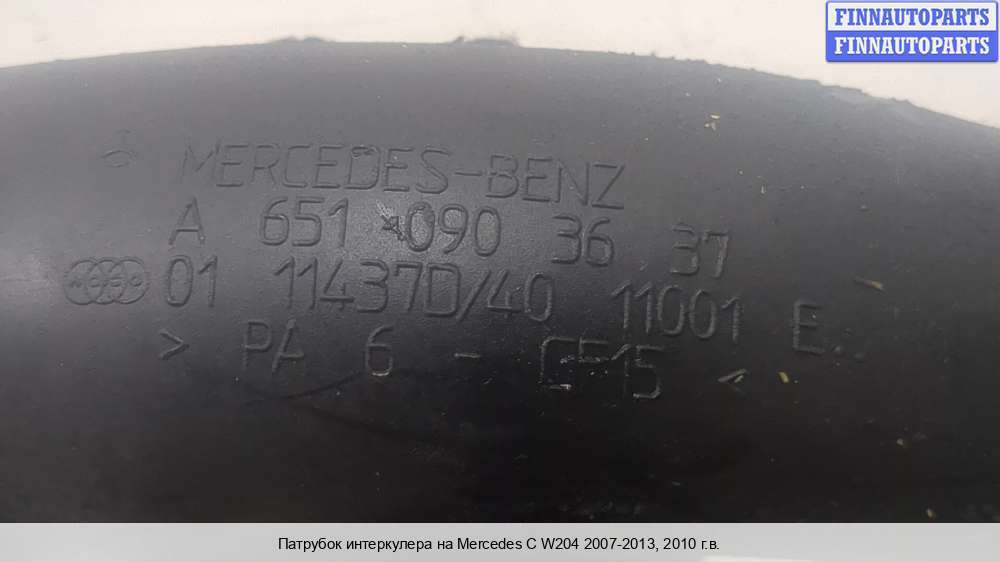 FINNAUTOPARTS
FINNAUTOPARTS
MERCEDES-BENZ
A 651 090 36 37
01 11437D/40 11001 E
> PA 6 - GF15 <
Патрубок интеркулера на Mercedes C W204 2007-2013, 2010 г.в.